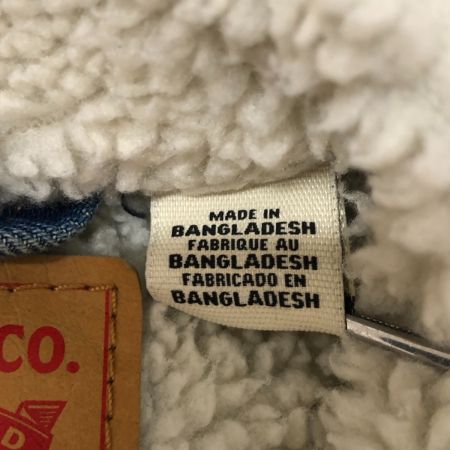 MADE IN
BANGLADESH
FABRIQUE AU
BANGLADESH
FABRICADO EN
BANGLADESH
CO.
D